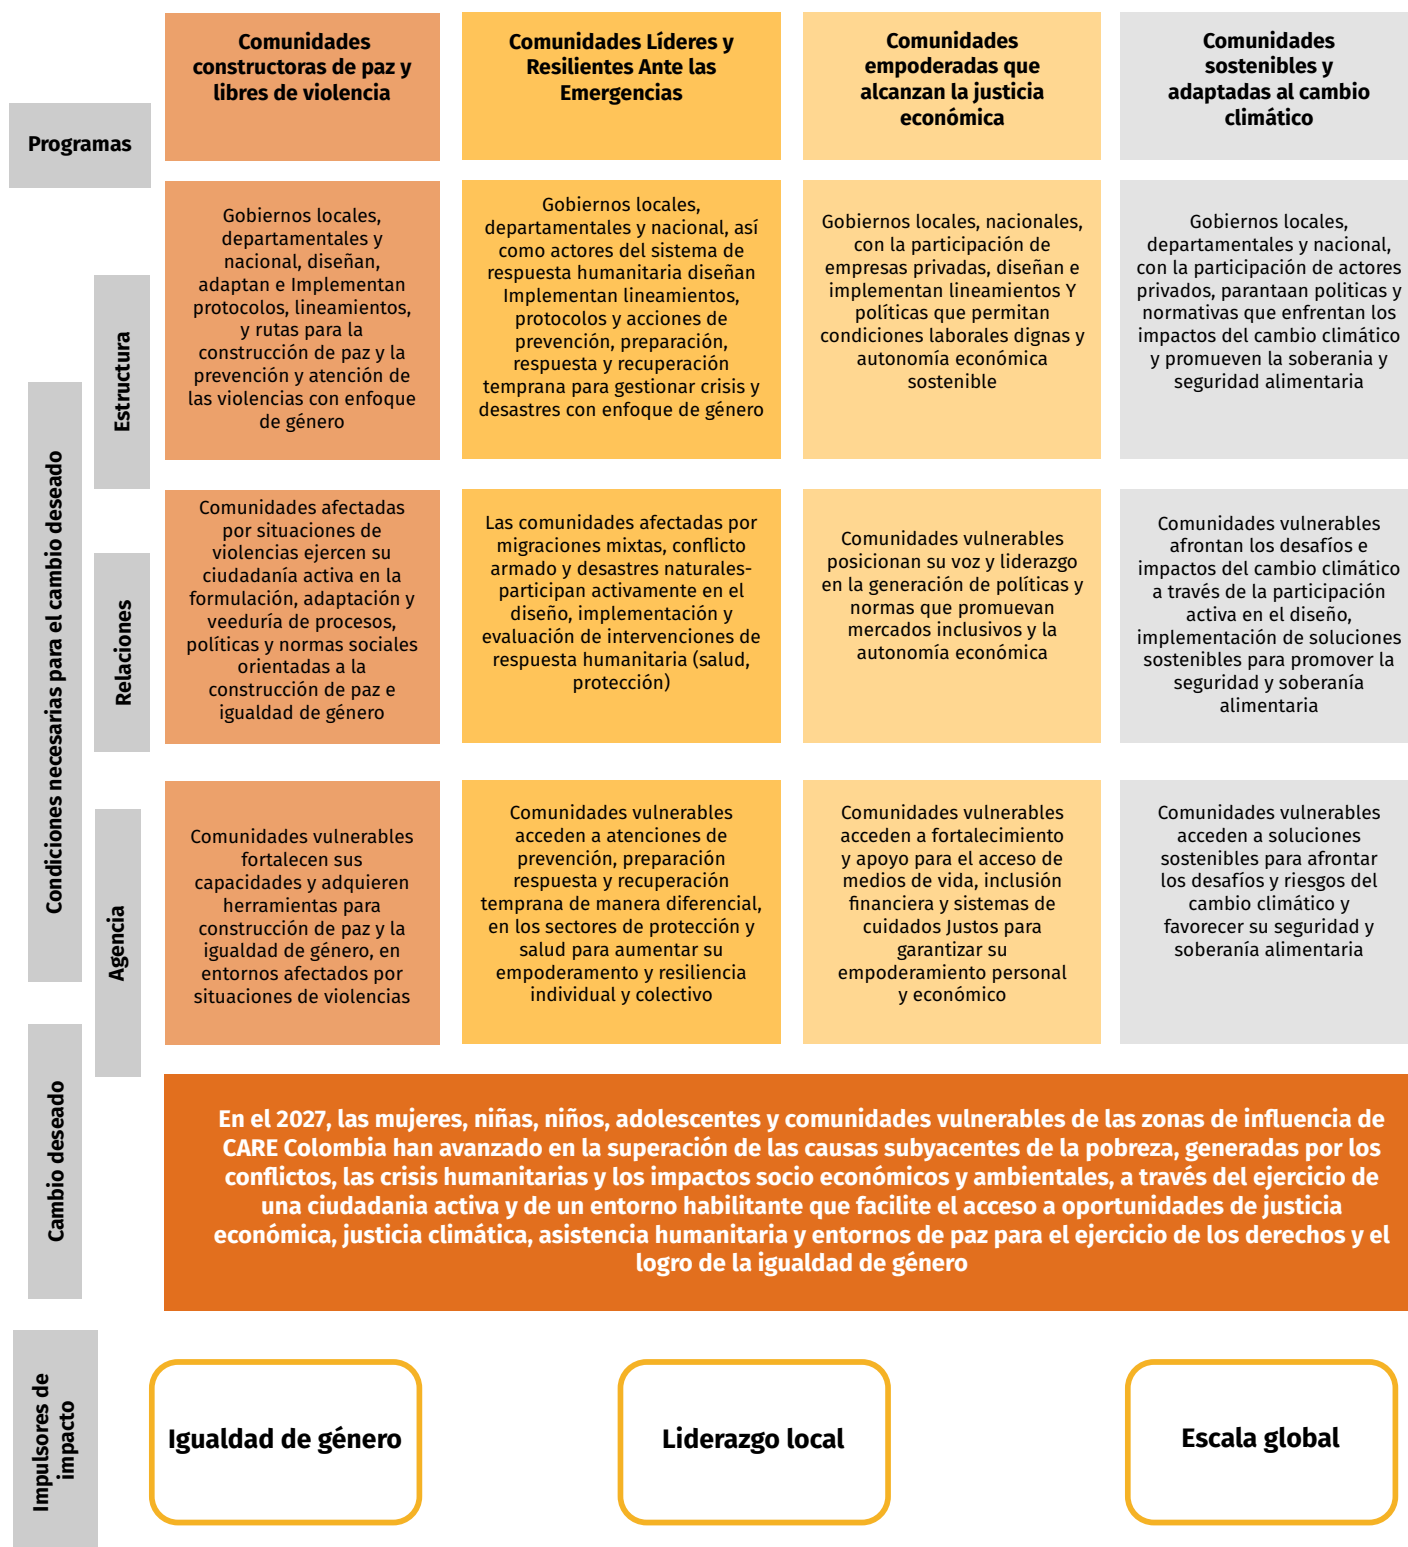 Programas
Comunidades
constructoras de paz y
libres de violencia
Comunidades Líderes y
Resilientes Ante las
Emergencias
Comunidades
empoderadas que
alcanzan la justicia
económica
Comunidades
sostenibles y
adaptadas al cambio
climático
Condiciones necesarias para el cambio deseado
Estructura
Gobiernos locales,
departamentales y
nacional, diseñan,
adaptan e Implementan
protocolos, lineamientos,
y rutas para la
construcción de paz y la
prevención y atención de
las violencias con enfoque
de género
Gobiernos locales,
departamentales y nacional, así
como actores del sistema de
respuesta humanitaria diseñan
Implementan lineamientos,
protocolos y acciones de
prevención, preparación,
respuesta y recuperación
temprana para gestionar crisis y
desastres con enfoque de género
Gobiernos locales, nacionales,
con la participación de
empresas privadas, diseñan e
implementan lineamientos Y
políticas que permitan
condiciones laborales dignas y
autonomía económica
sostenible
Gobiernos locales,
departamentales y nacional,
con la participación de actores
privados, parantaan politicas y
normativas que enfrentan los
impactos del cambio climático
y promueven la soberania y
seguridad alimentaria
Relaciones
Comunidades afectadas
por situaciones de
violencias ejercen su
ciudadanía activa en la
formulación, adaptación y
veeduría de procesos,
políticas y normas sociales
orientadas a la
construcción de paz e
igualdad de género
Las comunidades afectadas por
migraciones mixtas, conflicto
armado y desastres naturales-
participan activamente en el
diseño, implementación y
evaluación de intervenciones de
respuesta humanitaria (salud,
protección)
Comunidades vulnerables
posicionan su voz y liderazgo
en la generación de políticas y
normas que promuevan
mercados inclusivos y la
autonomía económica
Comunidades vulnerables
afrontan los desafíos e
impactos del cambio climático
a través de la participación
activa en el diseño,
implementación de soluciones
sostenibles para promover la
seguridad y soberanía
alimentaria
Agencia
Comunidades vulnerables
fortalecen sus
capacidades y adquieren
herramientas para
construcción de paz y la
igualdad de género, en
entornos afectados por
situaciones de violencias
Comunidades vulnerables
acceden a atenciones de
prevención, preparación
respuesta y recuperación
temprana de manera diferencial,
en los sectores de protección y
salud para aumentar su
empoderamento y resiliencia
individual y colectivo
Comunidades vulnerables
acceden a fortalecimiento
y apoyo para el acceso de
medios de vida, inclusión
financiera y sistemas de
cuidados Justos para
garantizar su
empoderamiento personal
y económico
Comunidades vulnerables
acceden a soluciones
sostenibles para afrontar
los desafíos y riesgos del
cambio climático y
favorecer su seguridad y
soberanía alimentaria
Cambio deseado
En el 2027, las mujeres, niñas, niños, adolescentes y comunidades vulnerables de las zonas de influencia de
CARE Colombia han avanzado en la superación de las causas subyacentes de la pobreza, generadas por los
conflictos, las crisis humanitarias y los impactos socio económicos y ambientales, a través del ejercicio de
una ciudadania activa y de un entorno habilitante que facilite el acceso a oportunidades de justicia
económica, justicia climática, asistencia humanitaria y entornos de paz para el ejercicio de los derechos y el
logro de la igualdad de género
Impulsores de
impacto
Igualdad de género
Liderazgo local
Escala global